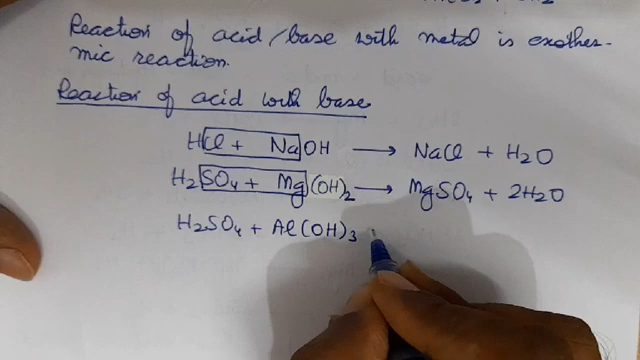 Reaction of acid/base with metal is exother-
mic reaction.
Reaction of acid with base
HCl + NaOH → NaCl + H2O
H2SO4 + Mg(OH)2 → MgSO4 + 2H2O
H2SO4 + Al(OH)3